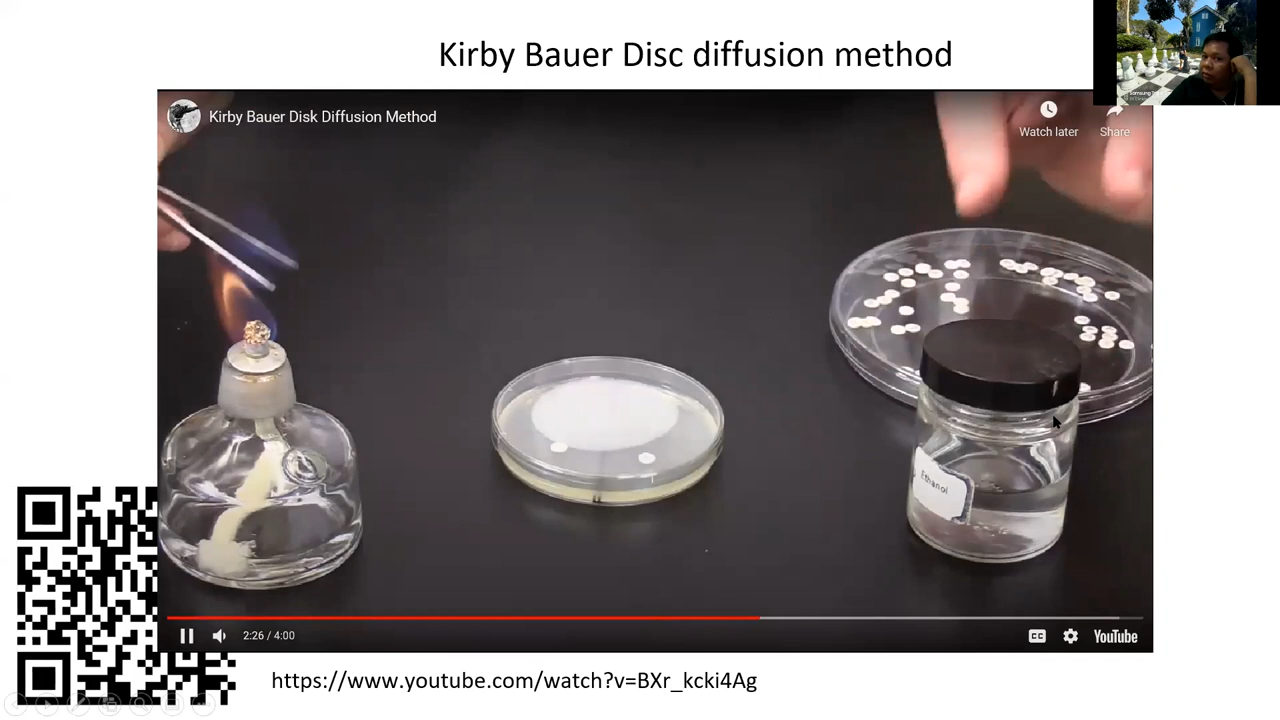 Kirby Bauer Disc diffusion method
Kirby Bauer Disk Diffusion Method
Watch later
Share
Ethanol
2:26 / 4:00
CC
YouTube
https://www.youtube.com/watch?v=BXr_kcki4Ag